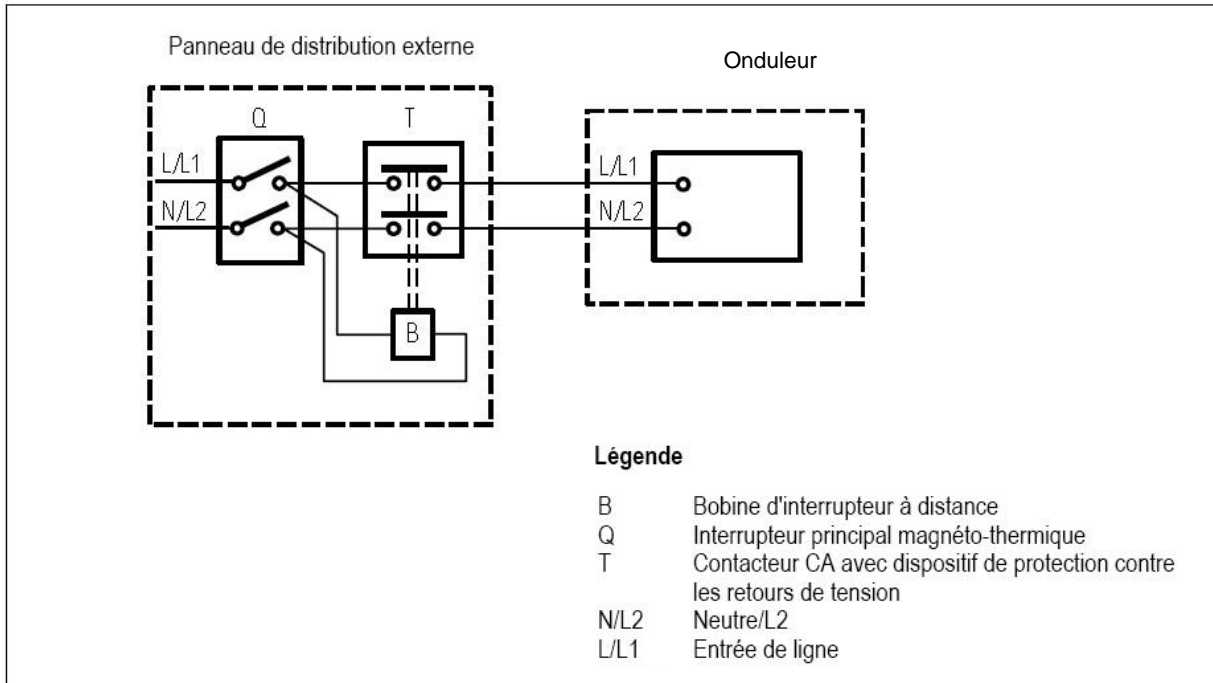 Panneau de distribution externe
Onduleur
Q
T
L/L1
N/L2
L/L1
N/L2
B
Légende
B Bobine d'interrupteur à distance
Q Interrupteur principal magnéto-thermique
T Contacteur CA avec dispositif de protection contre
les retours de tension
N/L2 Neutre/L2
L/L1 Entrée de ligne